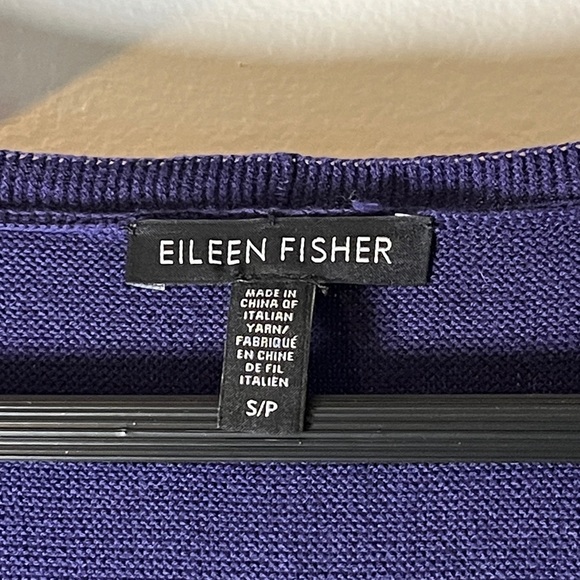 EILEEN FISHER
MADE IN
CHINA OF
ITALIAN
YARN/
FABRIQUÉ
EN CHINE
DE FIL
ITALIEN
S/P